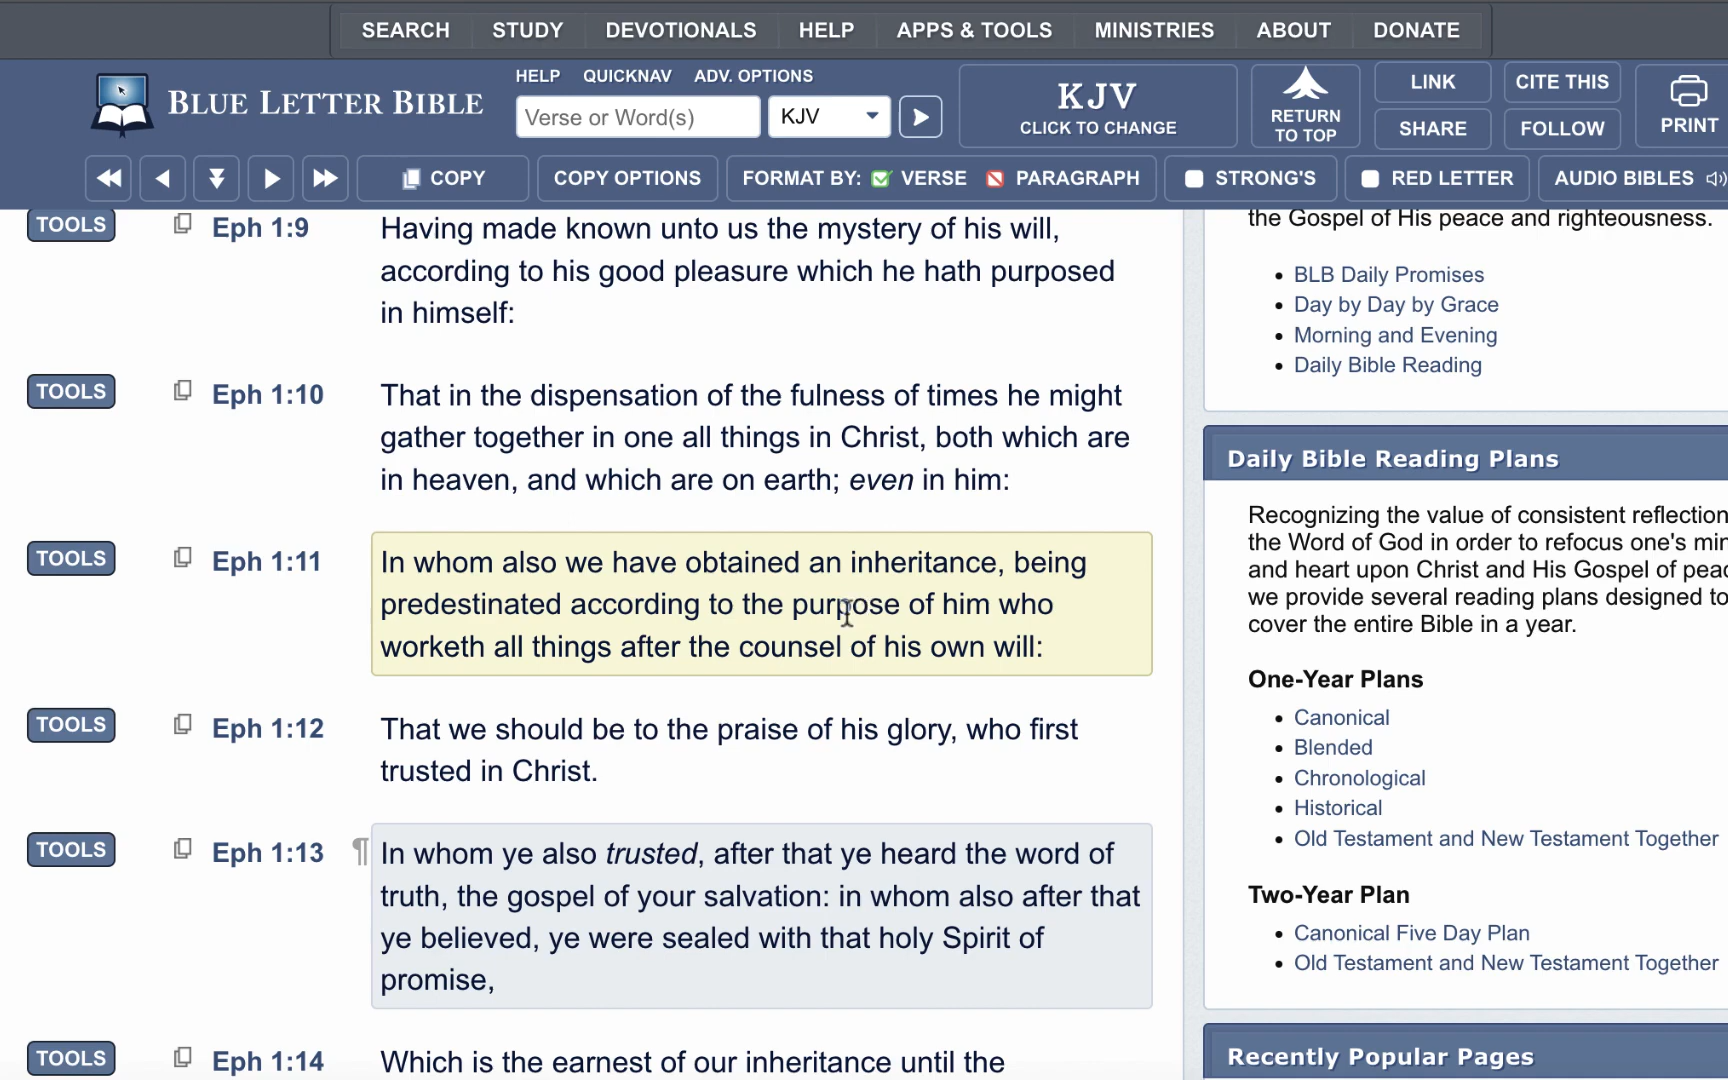 SEARCH STUDY DEVOTIONALS HELP APPS & TOOLS MINISTRIES ABOUT DONATE
BLUE LETTER BIBLE
HELP QUICKNAV ADV. OPTIONS
Verse or Word(s) KJV
KJV
CLICK TO CHANGE
RETURN
TO TOP
LINK CITE THIS
SHARE FOLLOW
PRINT
COPY COPY OPTIONS FORMAT BY: VERSE PARAGRAPH STRONG'S RED LETTER AUDIO BIBLES
TOOLS Eph 1:9 Having made known unto us the mystery of his will,
according to his good pleasure which he hath purposed
in himself:
TOOLS Eph 1:10 That in the dispensation of the fulness of times he might
gather together in one all things in Christ, both which are
in heaven, and which are on earth; even in him:
TOOLS Eph 1:11 In whom also we have obtained an inheritance, being
predestinated according to the purpose of him who
worketh all things after the counsel of his own will:
TOOLS Eph 1:12 That we should be to the praise of his glory, who first
trusted in Christ.
TOOLS Eph 1:13 ¶ In whom ye also trusted, after that ye heard the word of
truth, the gospel of your salvation: in whom also after that
ye believed, ye were sealed with that holy Spirit of
promise,
TOOLS Eph 1:14 Which is the earnest of our inheritance until the
the Gospel of His peace and righteousness.
• BLB Daily Promises
• Day by Day by Grace
• Morning and Evening
• Daily Bible Reading
Daily Bible Reading Plans
Recognizing the value of consistent reflection
the Word of God in order to refocus one's
and heart upon Christ and His Gospel of
we provide several reading plans designed to
cover the entire Bible in a year.
One-Year Plans
• Canonical
• Blended
• Chronological
• Historical
• Old Testament and New Testament Together
Two-Year Plan
• Canonical Five Day Plan
• Old Testament and New Testament Together
Recently Popular Pages